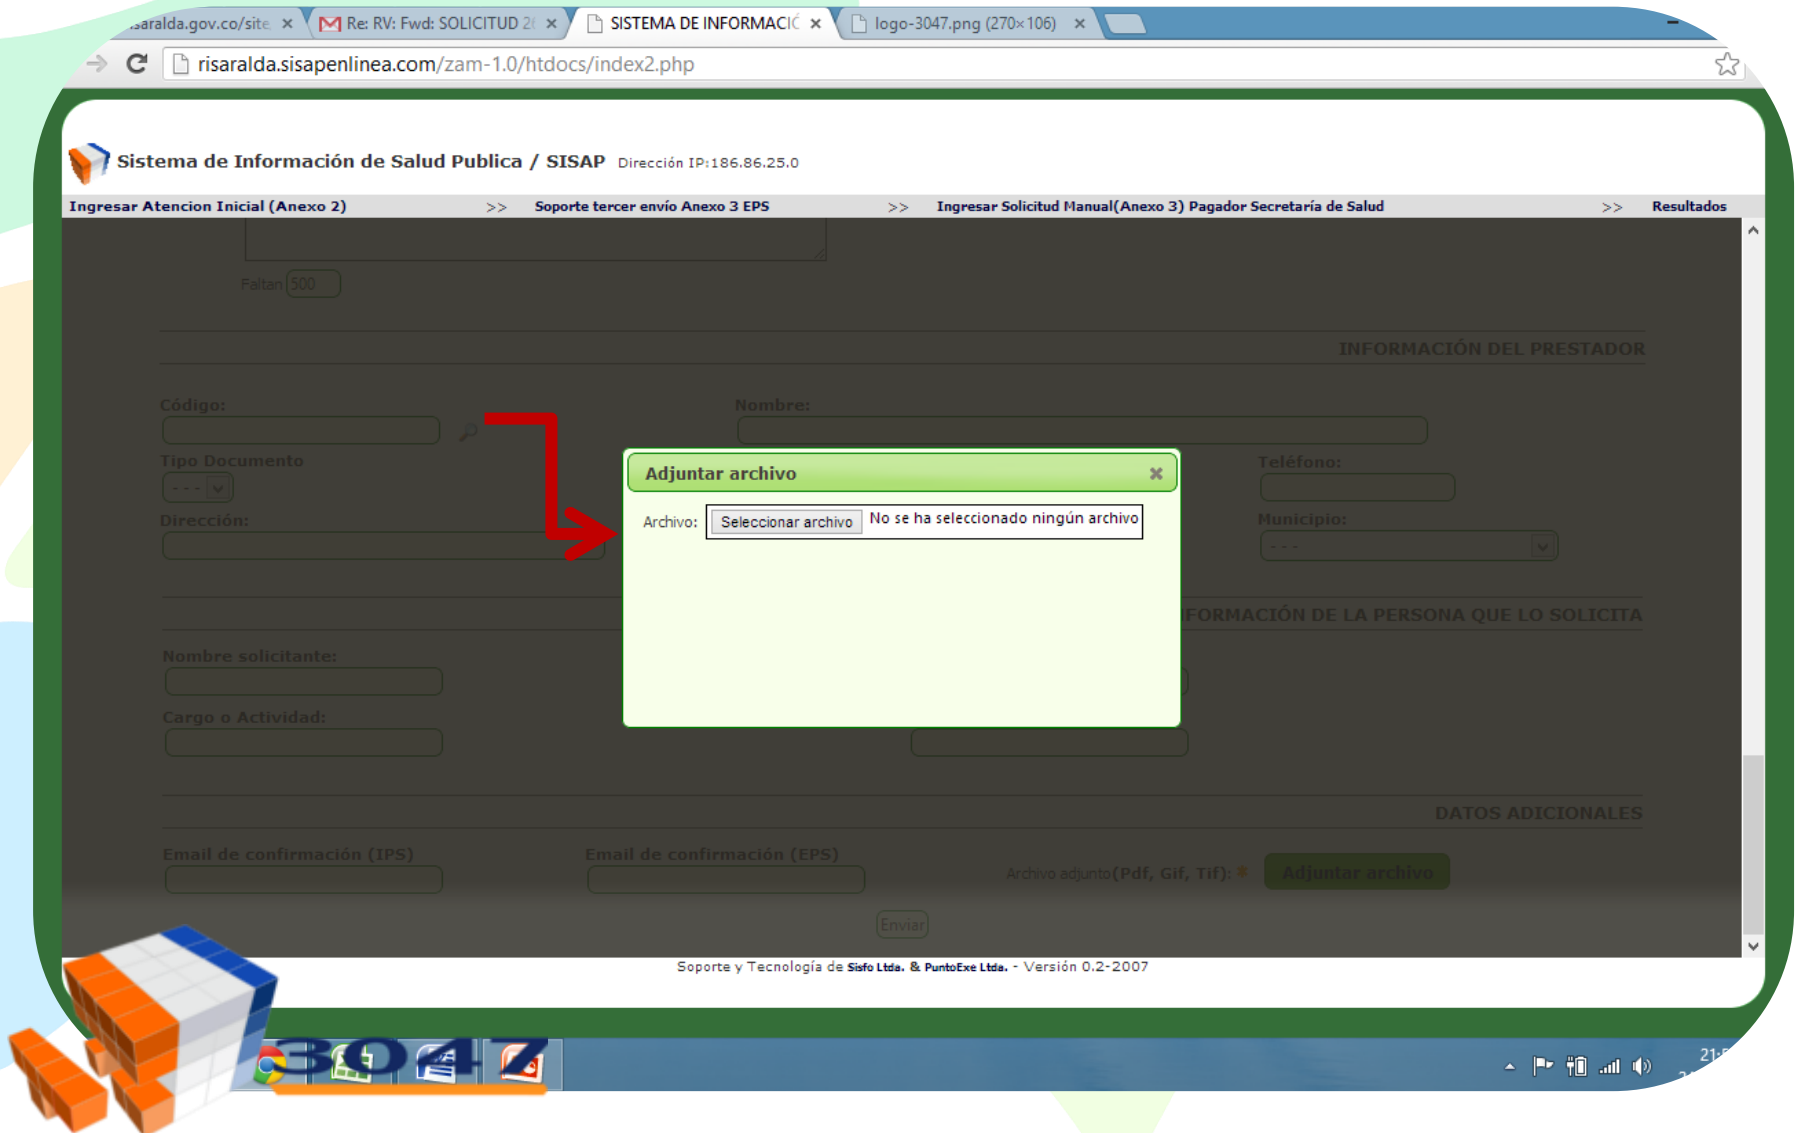 saralda.gov.co/site
Re: RV: Fwd: SOLICITUD 26
SISTEMA DE INFORMACIÓ
logo-3047.png (270×106)
risaralda.sisapenlinea.com/zam-1.0/htdocs/index2.php
Sistema de Información de Salud Publica / SISAP Dirección IP:186.86.25.0
Ingresar Atencion Inicial (Anexo 2) >> Soporte tercer envío Anexo 3 EPS >> Ingresar Solicitud Manual(Anexo 3) Pagador Secretaría de Salud >> Resultados
Faltan 500
INFORMACIÓN DEL PRESTADOR
Código: Nombre:
Tipo Documento Teléfono:
- - -
Dirección: Municipio:
- - -
Adjuntar archivo
Archivo: Seleccionar archivo No se ha seleccionado ningún archivo
FORMACIÓN DE LA PERSONA QUE LO SOLICITA
Nombre solicitante:
Cargo o Actividad:
DATOS ADICIONALES
Email de confirmación (IPS) Email de confirmación (EPS)
Archivo adjunto(Pdf, Gif, Tif): * Adjuntar archivo
Enviar
Soporte y Tecnología de Sisfo Ltda. & PuntoExe Ltda. - Versión 0.2-2007
3047